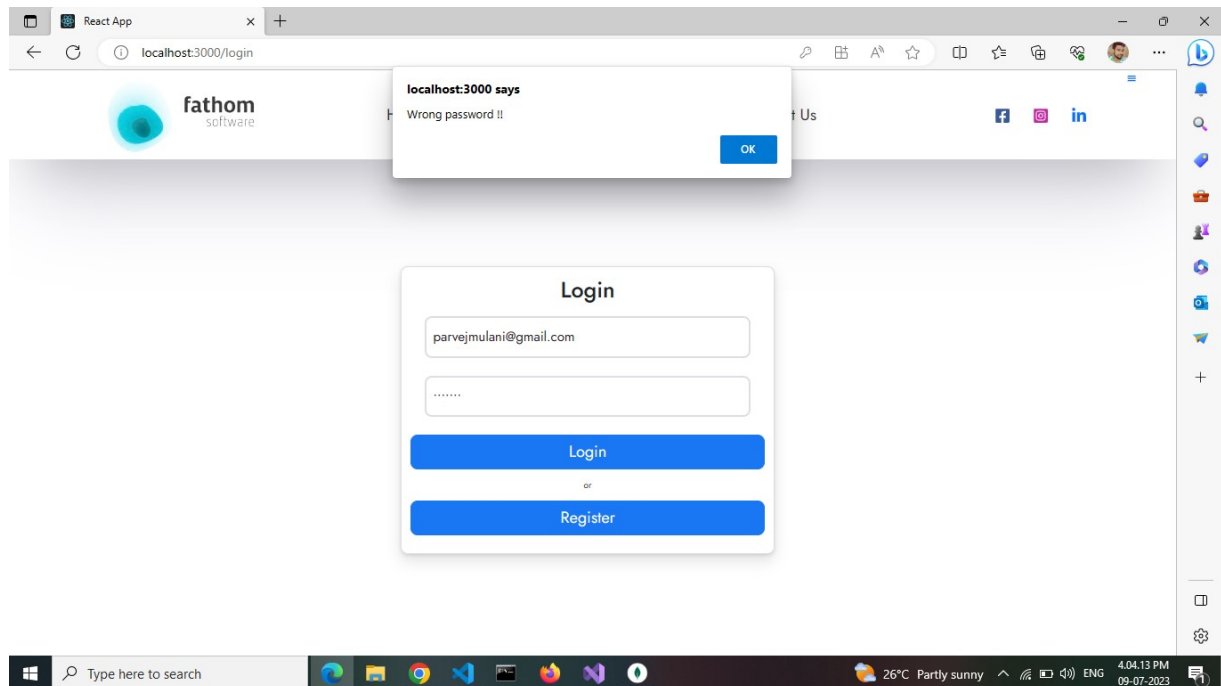 React App
localhost:3000/login
localhost:3000 says
Wrong password !!
OK
fathom
software
H
t Us
in
Login
parvejmulani@gmail.com
.......
Login
or
Register
Type here to search
26°C Partly sunny
ENG
4.04.13 PM
09-07-2023